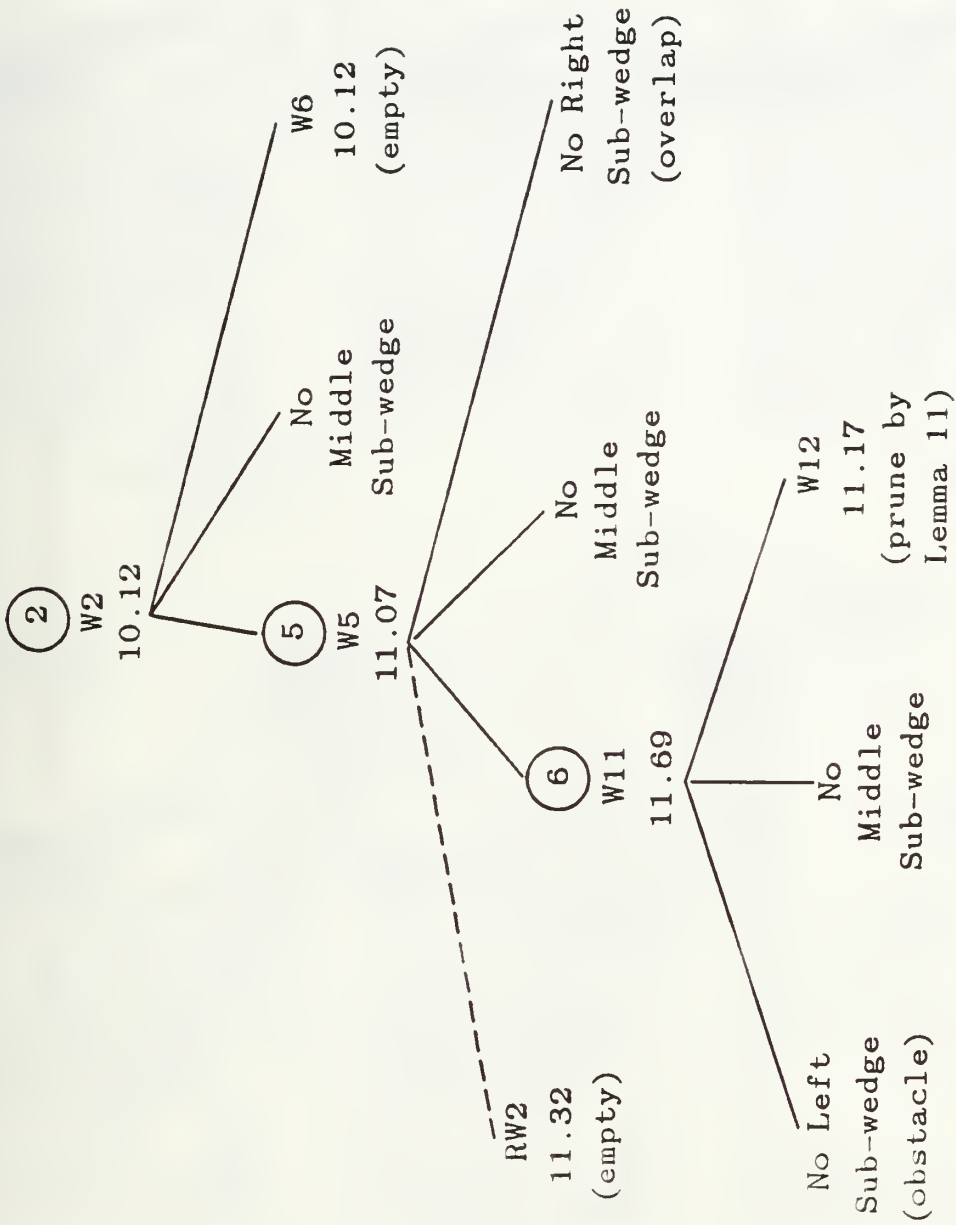 2
W2
10.12
5
W5
11.07
No
Middle
Sub-wedge
W6
10.12
(empty)
RW2
11.32
(empty)
6
W11
11.69
No
Middle
Sub-wedge
No Right
Sub-wedge
(overlap)
No Left
Sub-wedge
(obstacle)
No
Middle
Sub-wedge
W12
11.17
(prune by
Lemma 11)